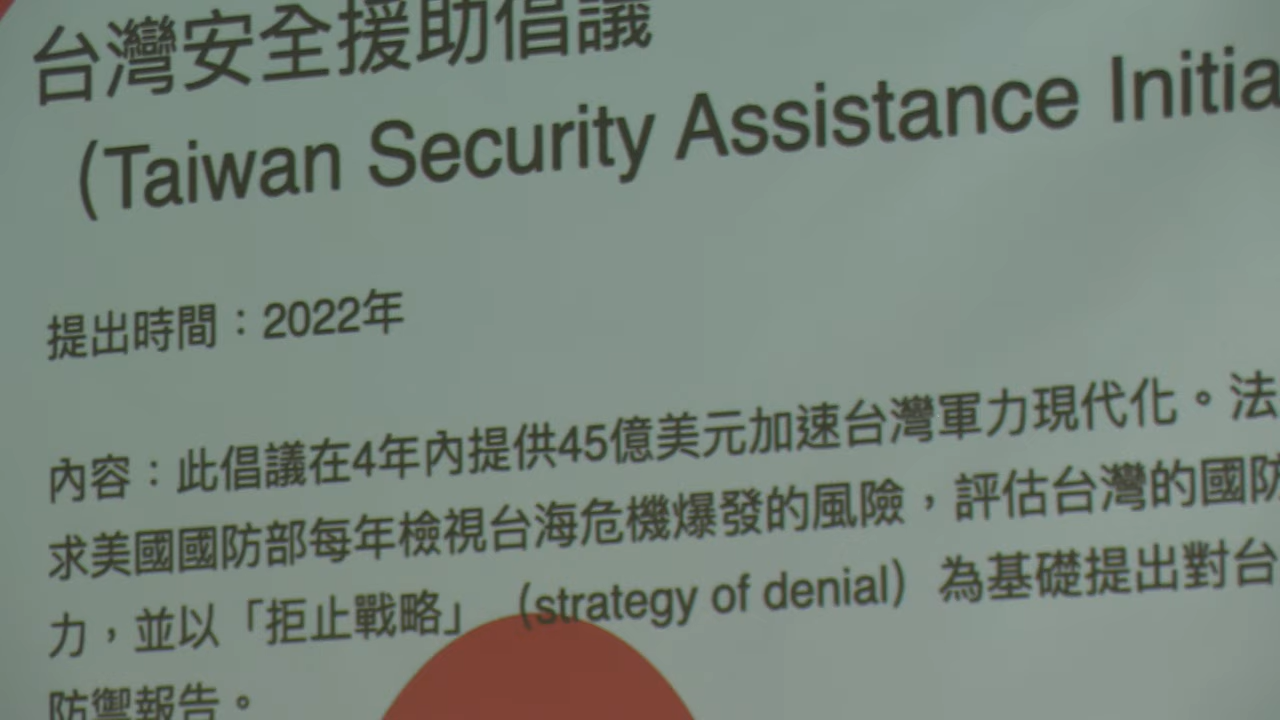 台灣安全援助倡議
（Taiwan Security Assistance Initia
提出時間：2022年
內容：此倡議在4年內提供45億美元加速台灣軍力現代化。法
求美國國防部每年檢視台海危機爆發的風險，評估台灣的國防
力，並以「拒止戰略」（strategy of denial）為基礎提出對台
防禦報告。